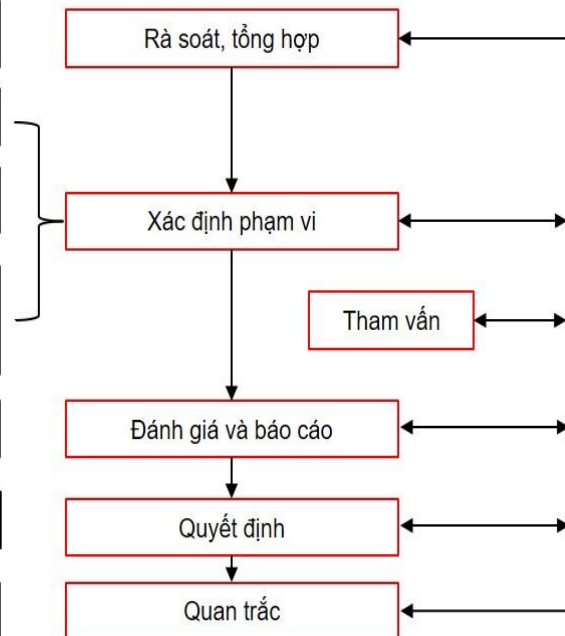 Rà soát, tổng hợp
Xác định phạm vi
Tham vấn
Đánh giá và báo cáo
Quyết định
Quan trắc